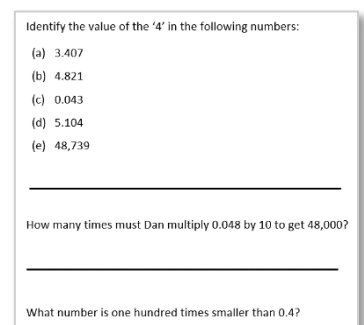 Identify the value of the ‘4’ in the following numbers:
(a) 3.407
(b) 4.821
(c) 0.043
(d) 5.104
(e) 48,739
How many times must Dan multiply 0.048 by 10 to get 48,000?
What number is one hundred times smaller than 0.4?